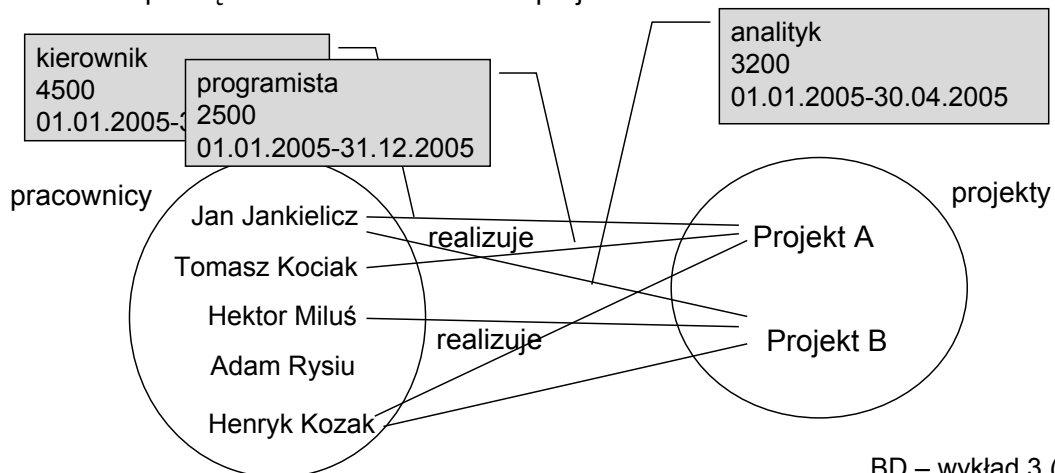 kierownik
4500
01.01.2005-
programista
2500
01.01.2005-31.12.2005
analityk
3200
01.01.2005-30.04.2005
pracownicy
projekty
Jan Jankielicz
realizuje
Projekt A
Tomasz Kociak
Hektor Miluś
realizuje
Projekt B
Adam Rysiu
Henryk Kozak
BD – wykład 3 (